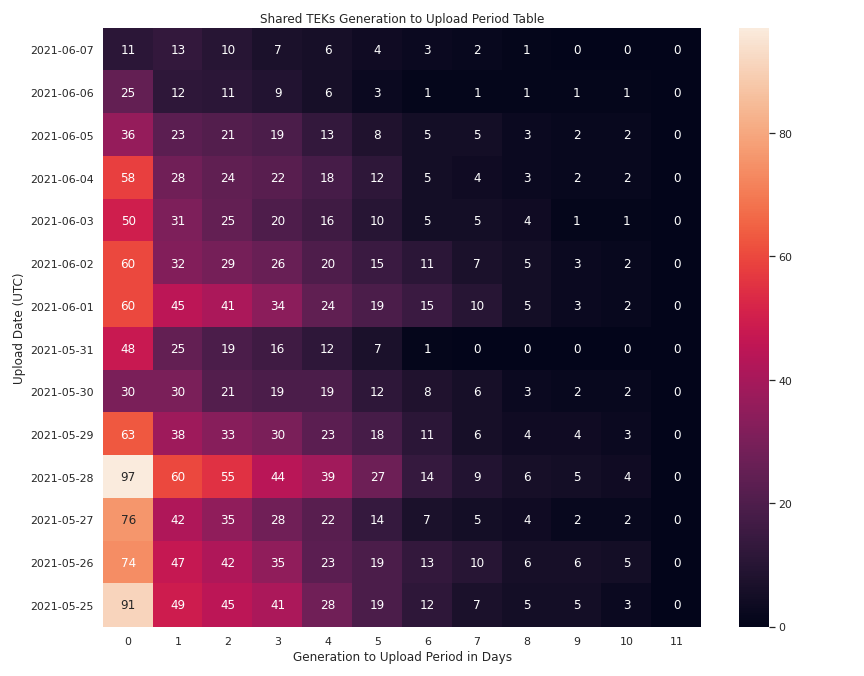 Shared TEKs Generation to Upload Period Table
Upload Date (UTC)
2021-06-07 11 13 10 7 6 4 3 2 1 0 0 0
2021-06-06 25 12 11 9 6 3 1 1 1 1 1 0
2021-06-05 36 23 21 19 13 8 5 5 3 2 2 0
2021-06-04 58 28 24 22 18 12 5 4 3 2 2 0
2021-06-03 50 31 25 20 16 10 5 5 4 1 1 0
2021-06-02 60 32 29 26 20 15 11 7 5 3 2 0
2021-06-01 60 45 41 34 24 19 15 10 5 3 2 0
2021-05-31 48 25 19 16 12 7 1 0 0 0 0 0
2021-05-30 30 30 21 19 19 12 8 6 3 2 2 0
2021-05-29 63 38 33 30 23 18 11 6 4 4 3 0
2021-05-28 97 60 55 44 39 27 14 9 6 5 4 0
2021-05-27 76 42 35 28 22 14 7 5 4 2 2 0
2021-05-26 74 47 42 35 23 19 13 10 6 6 5 0
2021-05-25 91 49 45 41 28 19 12 7 5 5 3 0
0 1 2 3 4 5 6 7 8 9 10 11
Generation to Upload Period in Days
80
60
40
20
0